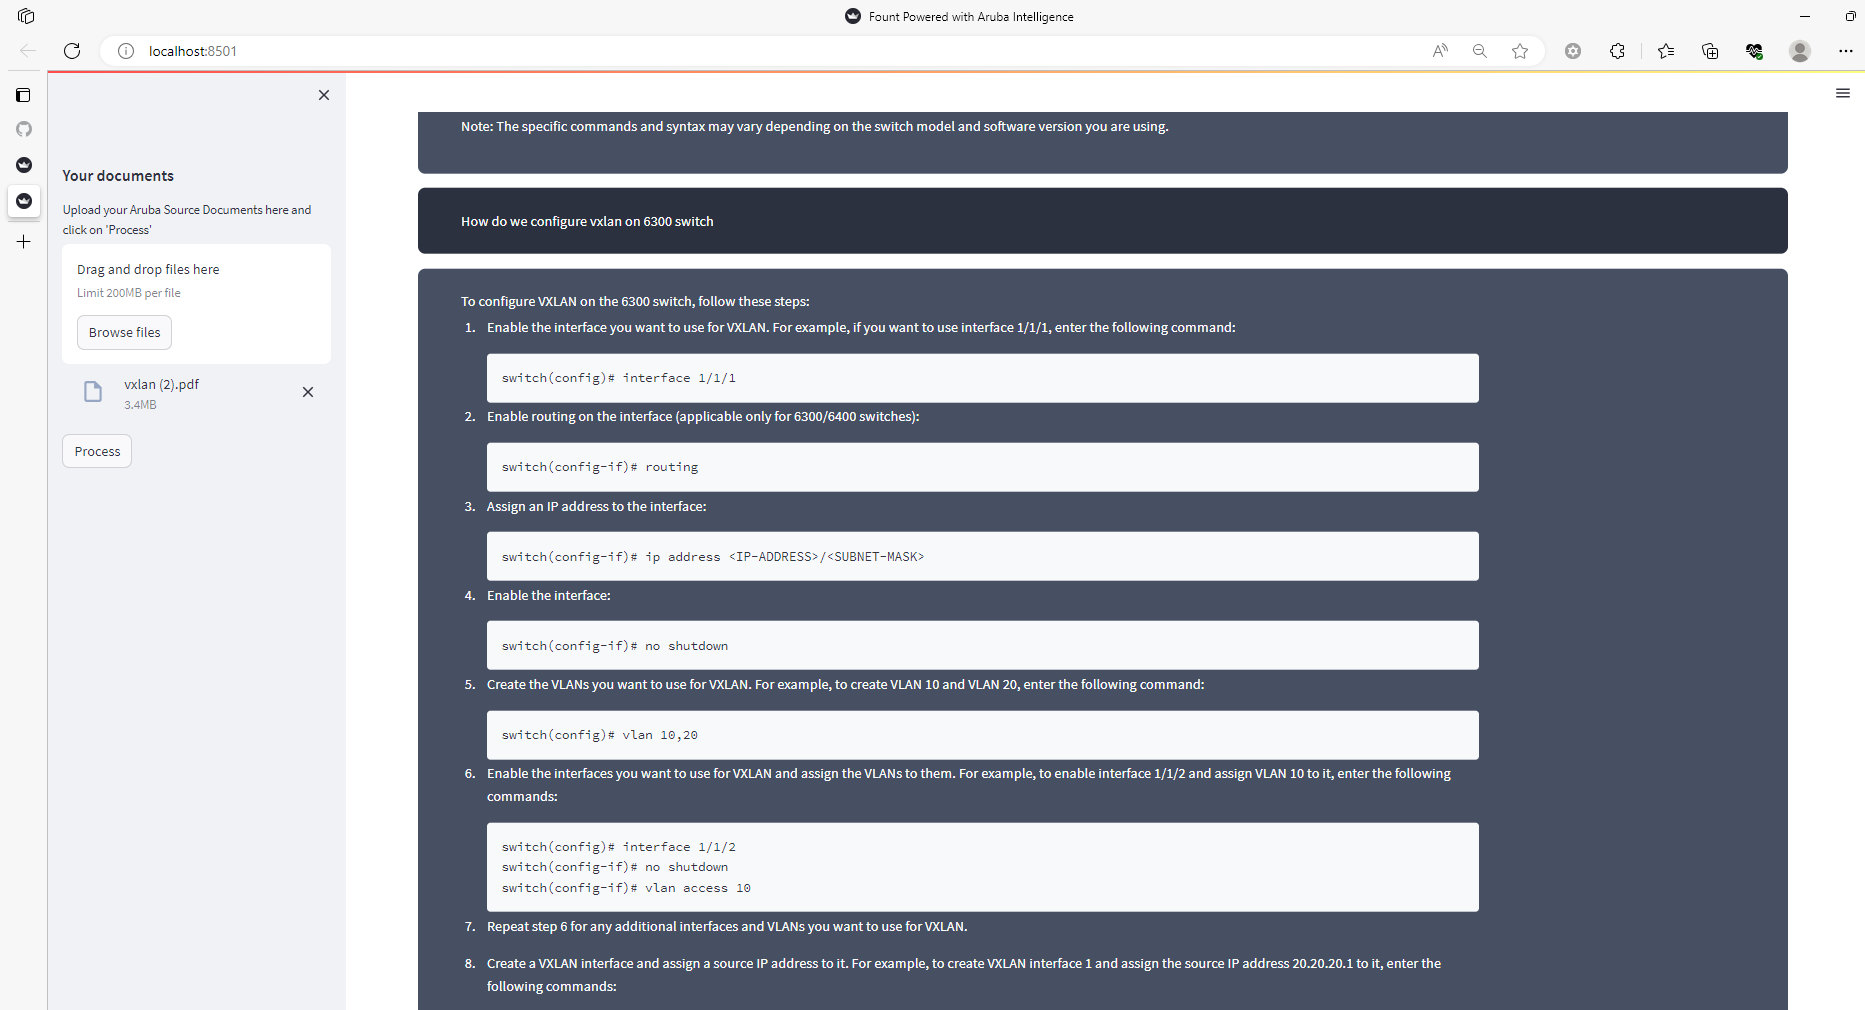 Fount Powered with Aruba Intelligence
localhost:8501
Your documents
Upload your Aruba Source Documents here and
click on 'Process'
Drag and drop files here
Limit 200MB per file
Browse files
vxlan (2).pdf
3.4MB
Process
Note: The specific commands and syntax may vary depending on the switch model and software version you are using.
How do we configure vxlan on 6300 switch
To configure VXLAN on the 6300 switch, follow these steps:
1. Enable the interface you want to use for VXLAN. For example, if you want to use interface 1/1/1, enter the following command:
switch(config)# interface 1/1/1
2. Enable routing on the interface (applicable only for 6300/6400 switches):
switch(config-if)# routing
3. Assign an IP address to the interface:
switch(config-if)# ip address <IP-ADDRESS>/<SUBNET-MASK>
4. Enable the interface:
switch(config-if)# no shutdown
5. Create the VLANs you want to use for VXLAN. For example, to create VLAN 10 and VLAN 20, enter the following command:
switch(config)# vlan 10,20
6. Enable the interfaces you want to use for VXLAN and assign the VLANs to them. For example, to enable interface 1/1/2 and assign VLAN 10 to it, enter the following
commands:
switch(config)# interface 1/1/2
switch(config-if)# no shutdown
switch(config-if)# vlan access 10
7. Repeat step 6 for any additional interfaces and VLANs you want to use for VXLAN.
8. Create a VXLAN interface and assign a source IP address to it. For example, to create VXLAN interface 1 and assign the source IP address 20.20.20.1 to it, enter the
following commands: